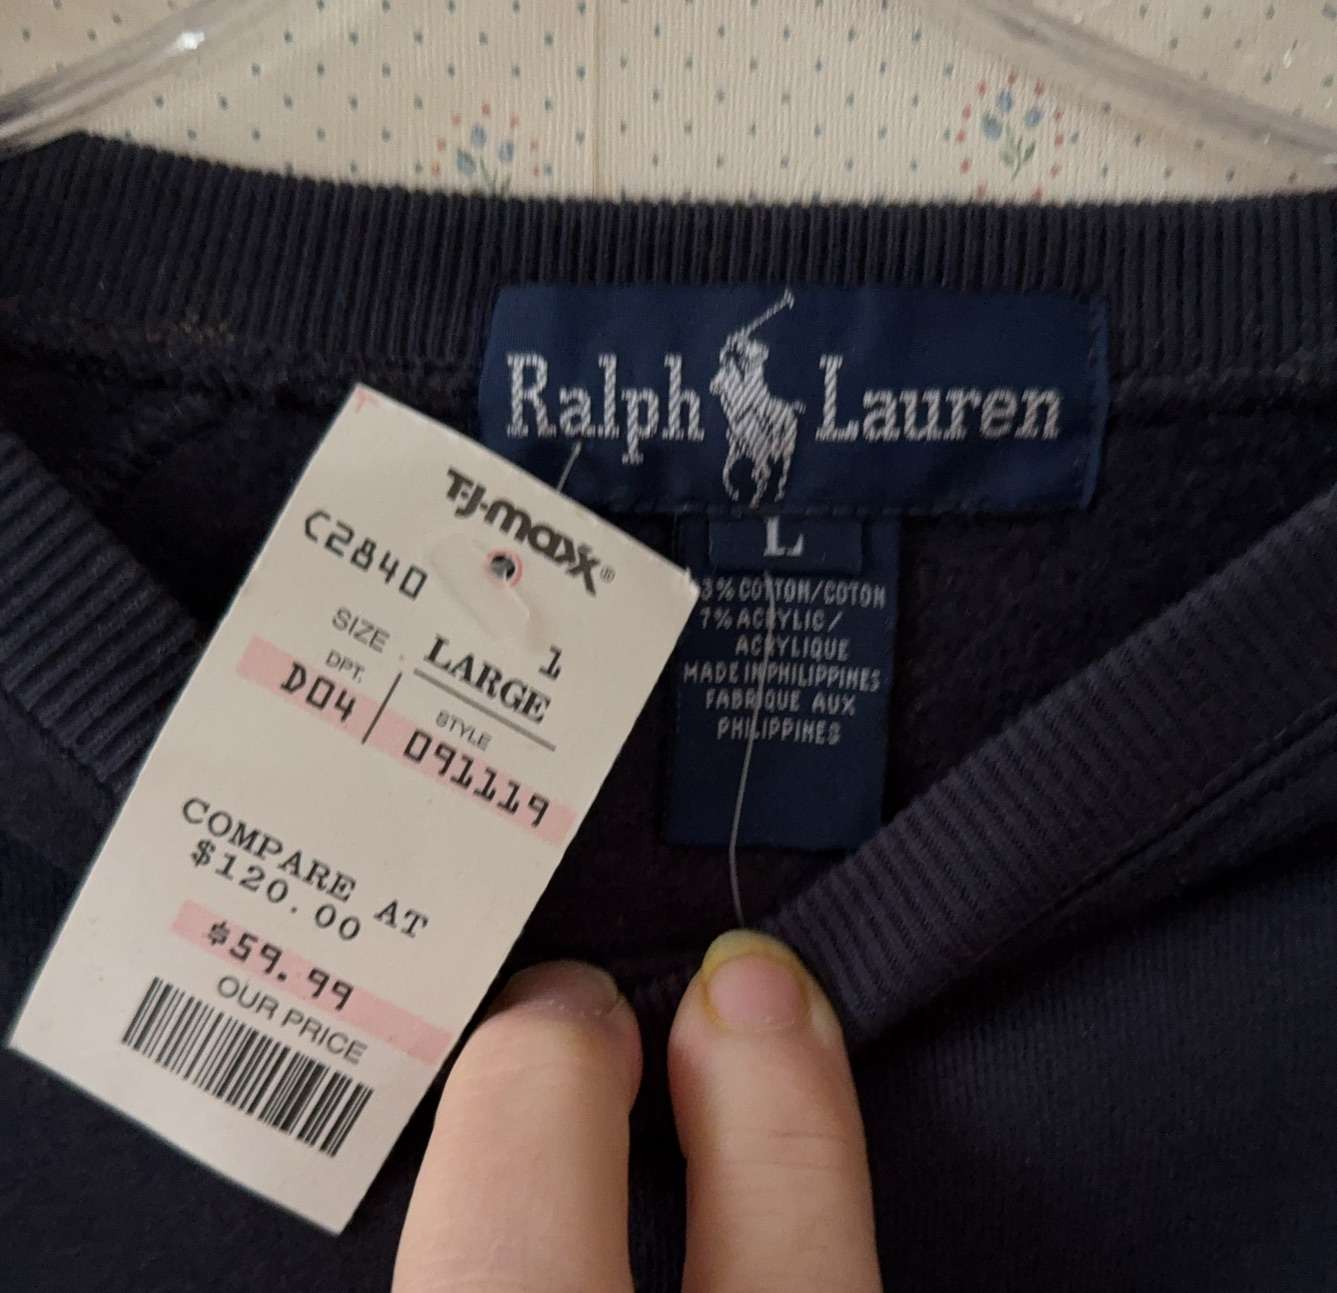 Ralph Lauren
L
3% COTTON/COTON
7% ACRYLIC/
ACRYLIQUE
MADE IN PHILIPPINES
FABRIQUE AUX
PHILIPPINES
T·J·maxx®
C2840
1
SIZE LARGE
DPT. STYLE
D04 091119
COMPARE AT
$120.00
$59.99
OUR PRICE